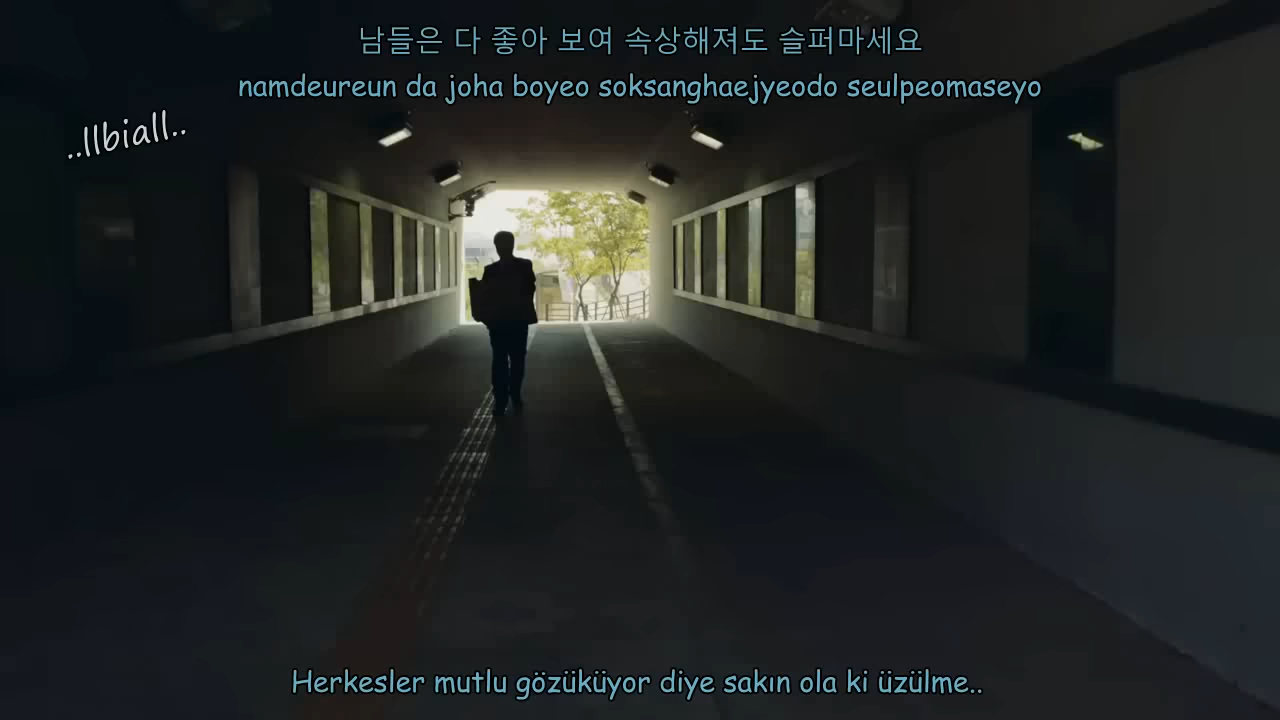 남들은 다 좋아 보여 속상해져도 슬퍼마세요
namdeureun da joha boyeo soksanghaejyeodo seulpeomaseyo
..llbiall..
Herkesler mutlu gözüküyor diye sakın ola ki üzülme..